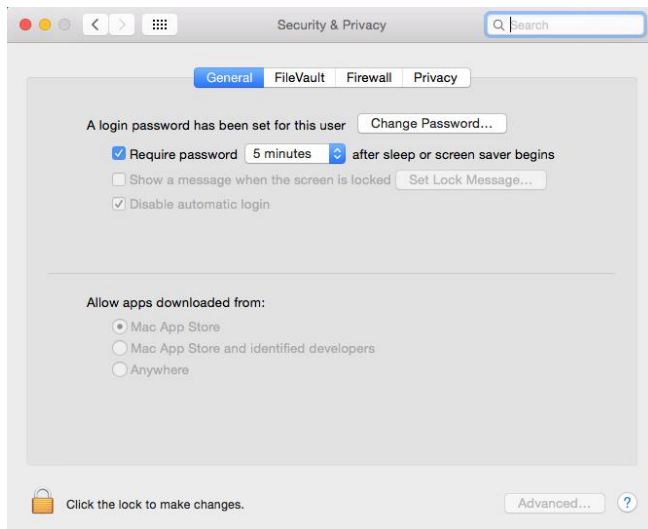 Security & Privacy
Search
General FileVault Firewall Privacy
A login password has been set for this user Change Password...
Require password 5 minutes after sleep or screen saver begins
Show a message when the screen is locked Set Lock Message...
Disable automatic login
Allow apps downloaded from:
Mac App Store
Mac App Store and identified developers
Anywhere
Click the lock to make changes. Advanced... ?